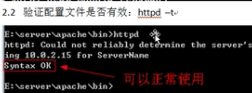 2.2 验证配置文件是否有效：httpd –t
E:\server\apache\bin>httpd
httpd: Could not reliably determine the server's
ing 10.0.2.15 for ServerName
Syntax OK
可以正常使用
E:\server\apache\bin>